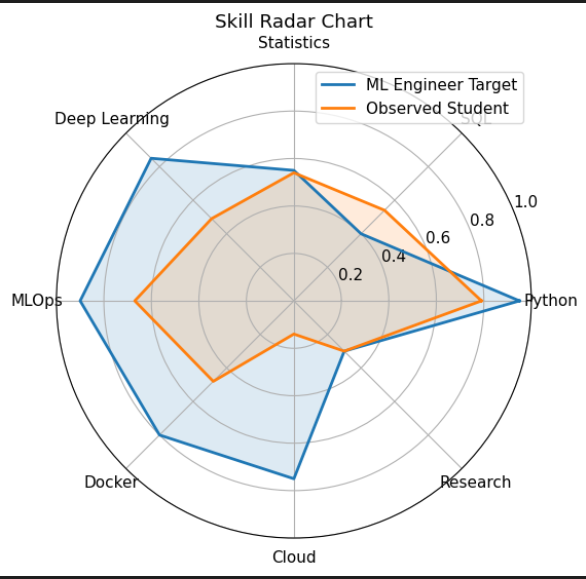 Skill Radar Chart
Statistics
ML Engineer Target
Observed Student
SQL
Deep Learning
1.0
0.8
0.6
0.4
0.2
MLOps
Python
Docker
Research
Cloud